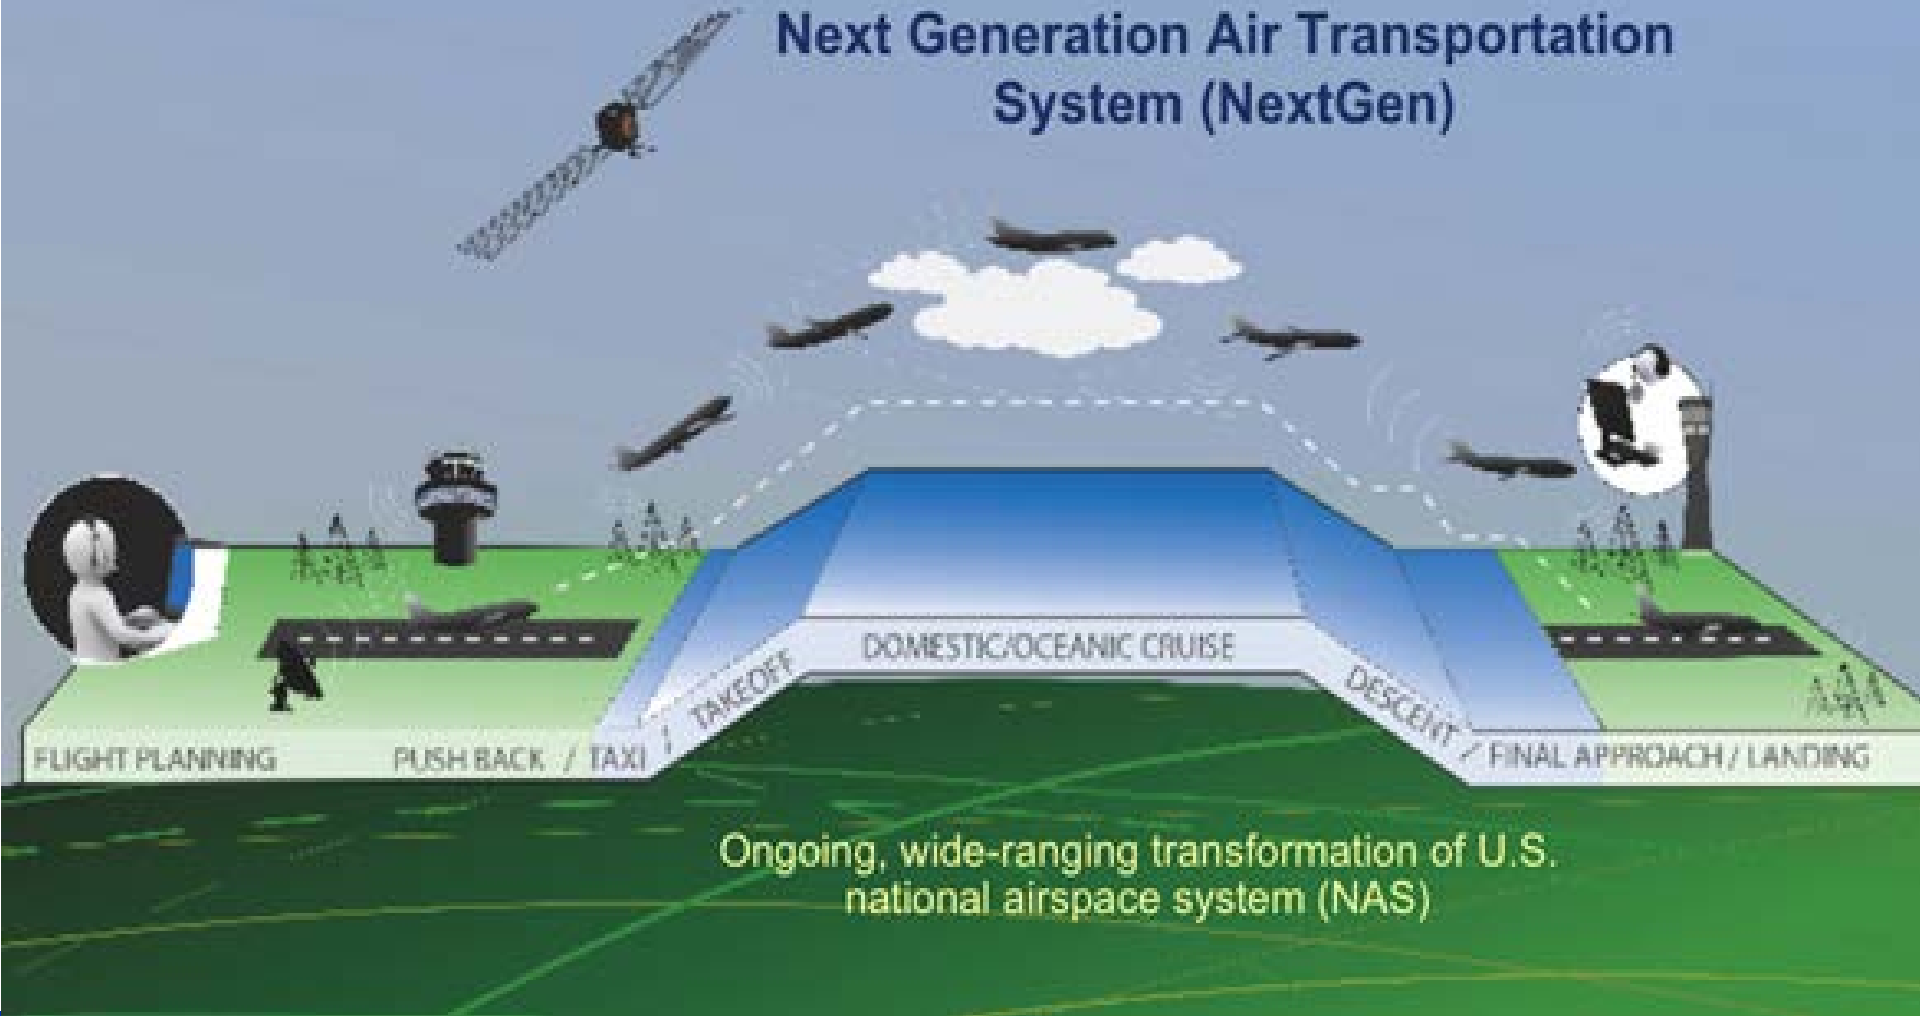 Next Generation Air Transportation
System (NextGen)
DOMESTIC/OCEANIC CRUISE
TAKEOFF
DESCENT /
FLIGHT PLANNING
PUSH BACK / TAXI /
FINAL APPROACH / LANDING
Ongoing, wide-ranging transformation of U.S.
national airspace system (NAS)